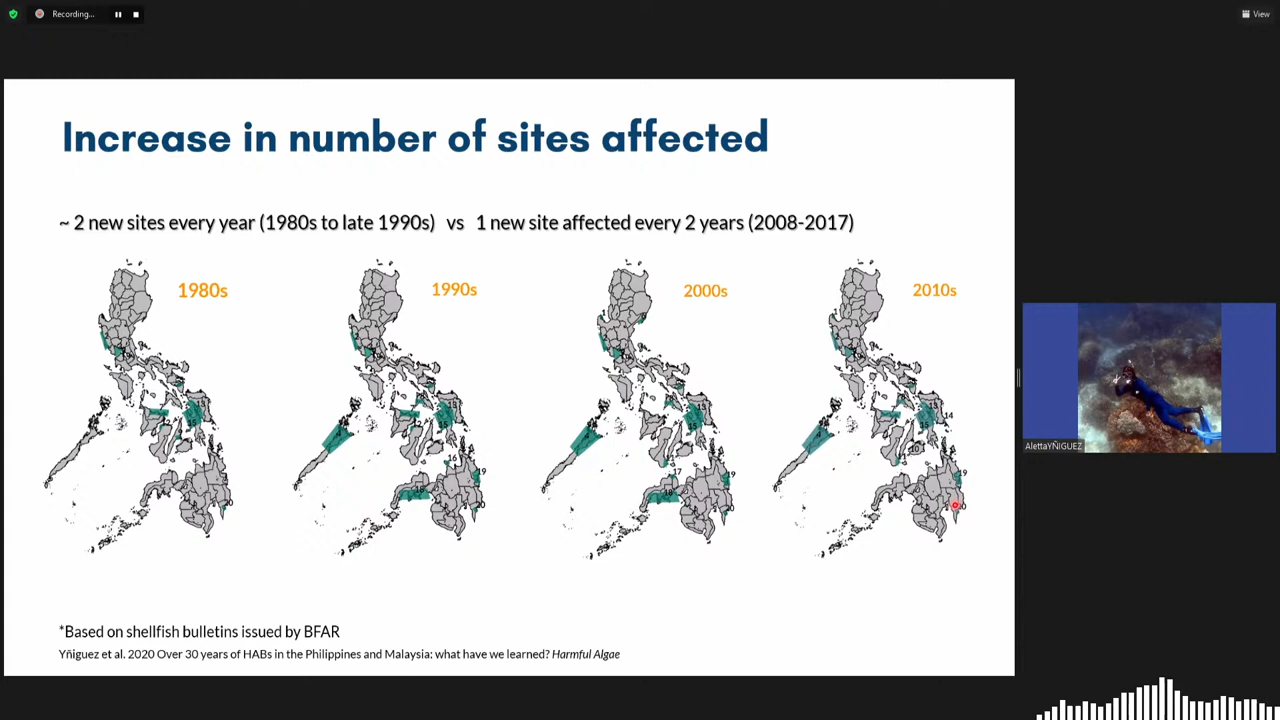 Recording...
View
Increase in number of sites affected
~ 2 new sites every year (1980s to late 1990s) vs 1 new site affected every 2 years (2008-2017)
1980s
1990s
2000s
2010s
AlettaYÑIGUEZ
*Based on shellfish bulletins issued by BFAR
Yñiguez et al. 2020 Over 30 years of HABs in the Philippines and Malaysia: what have we learned? Harmful Algae